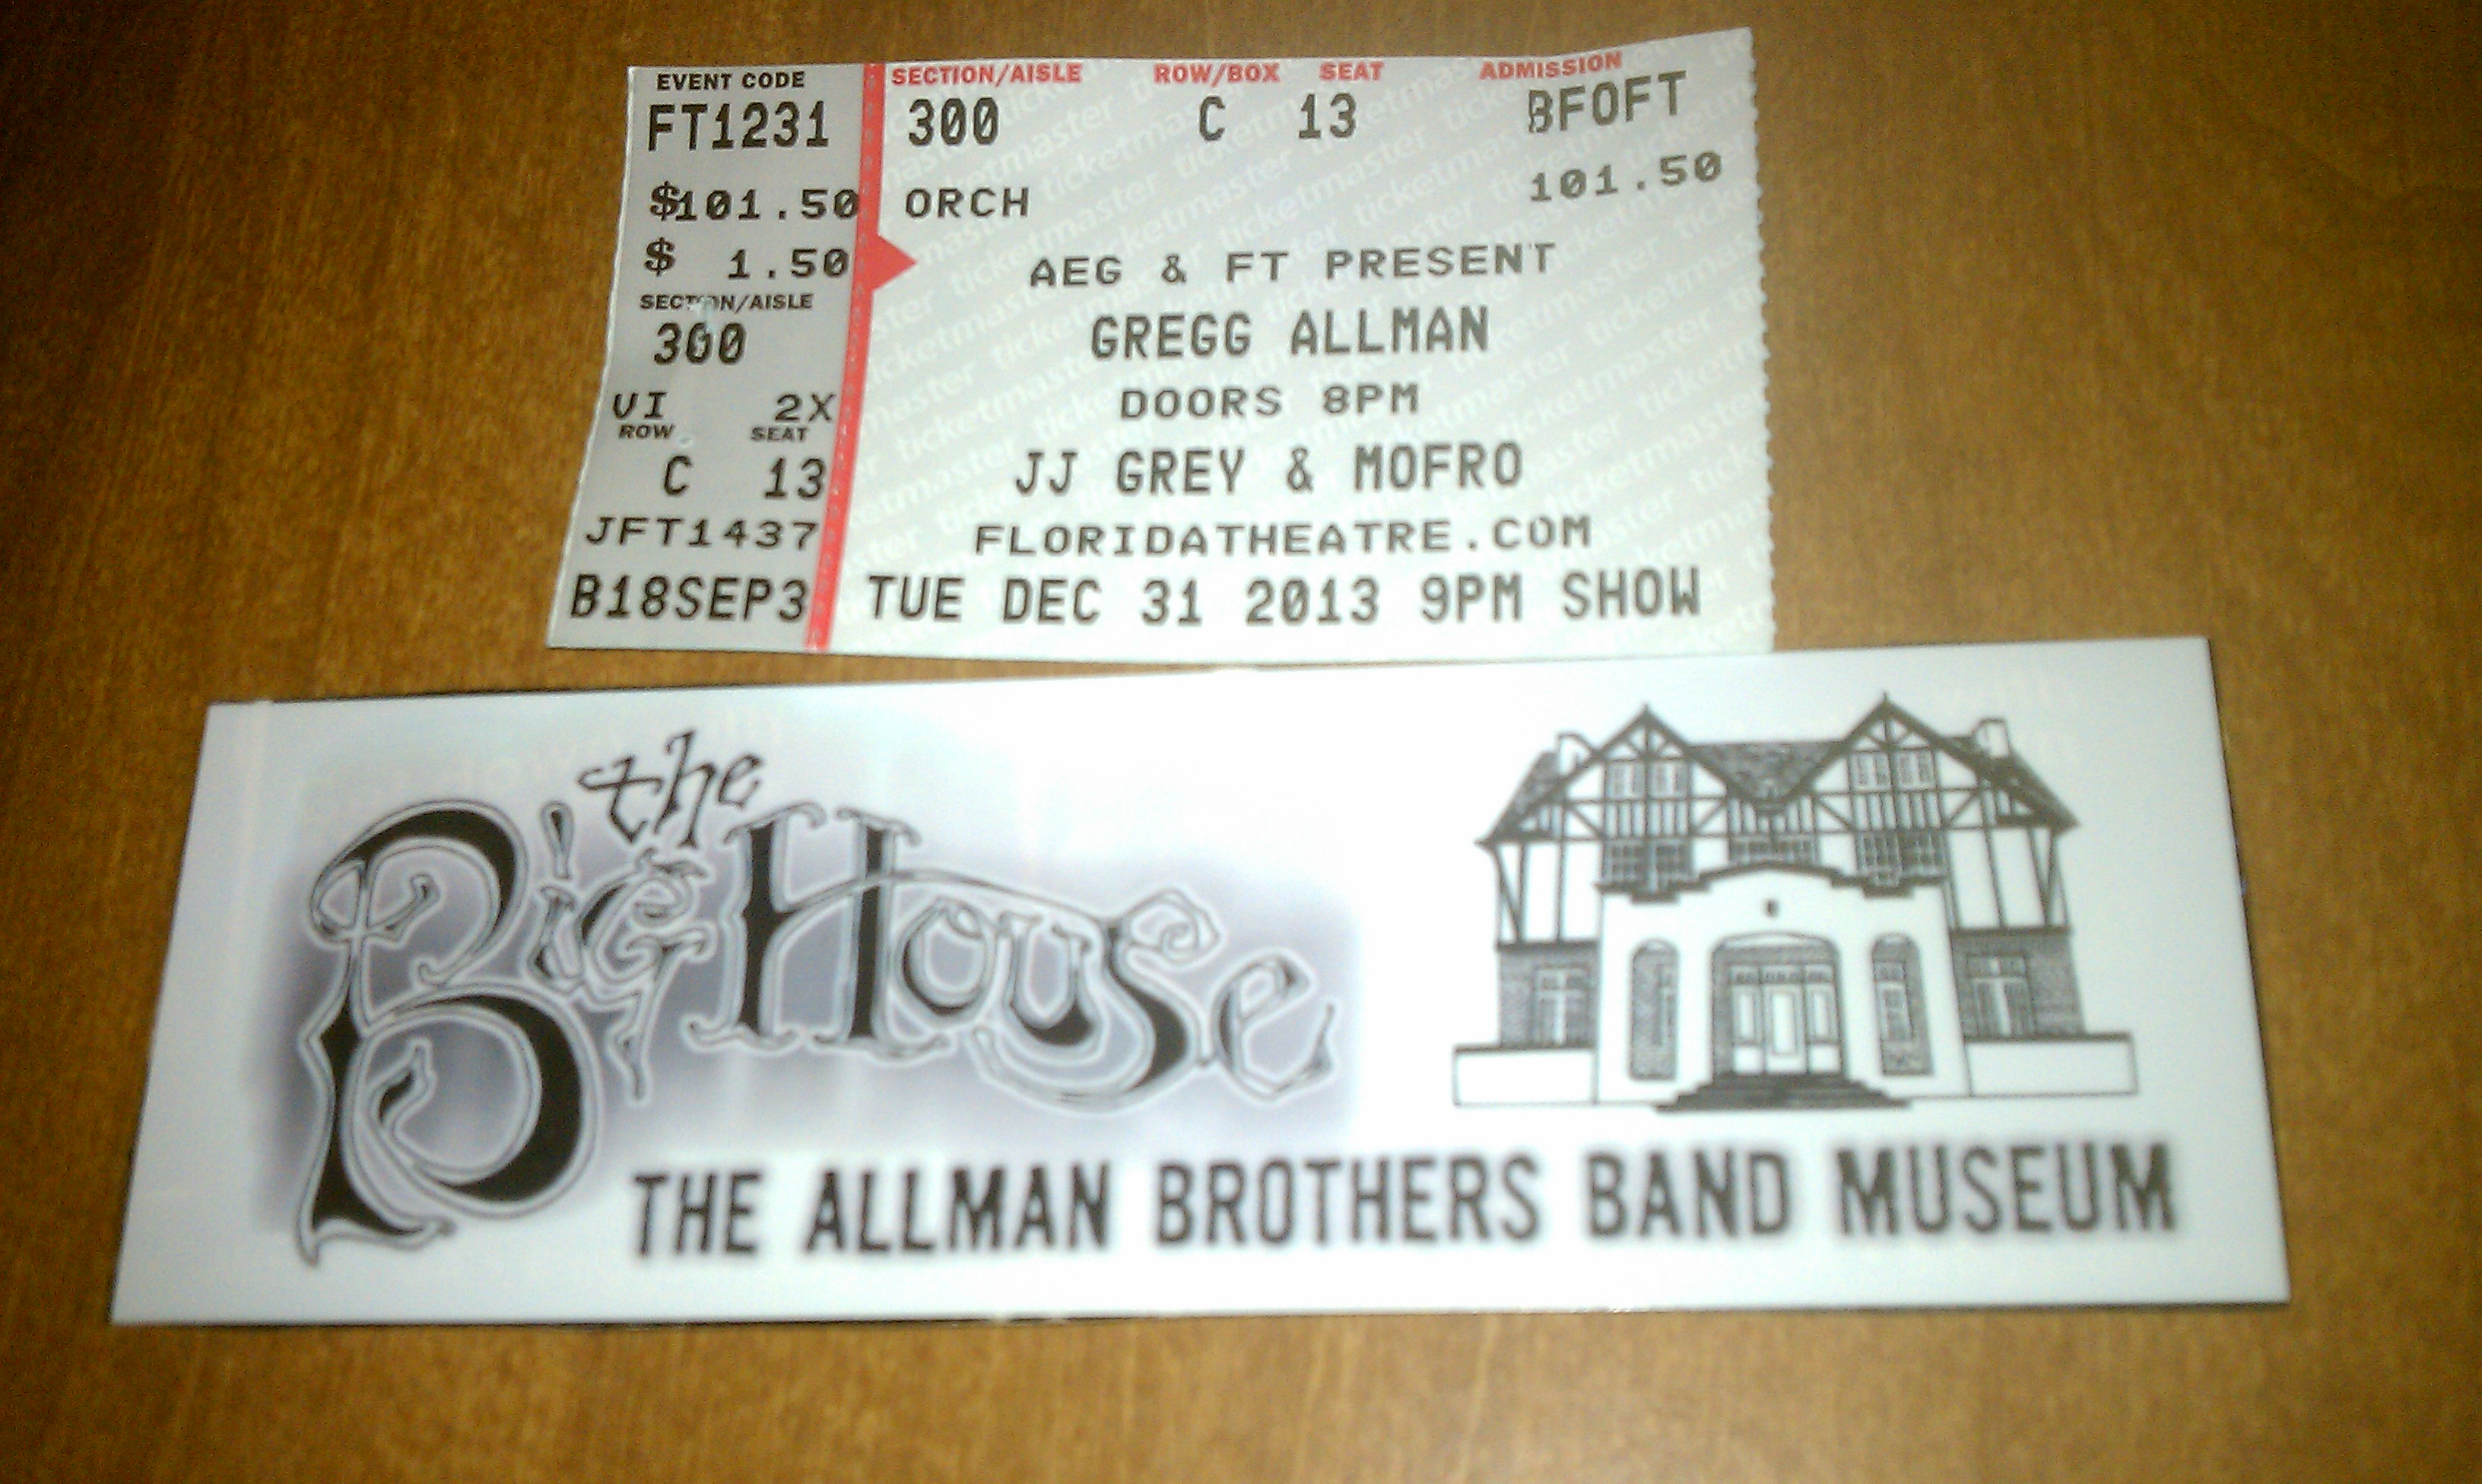 EVENT CODE
FT1231
$101.50
$ 1.50
SECTION/AISLE
300
VI 2X
ROW SEAT
C 13
JFT1437
B18SEP3
SECTION/AISLE ROW/BOX SEAT ADMISSION
300 C 13 BFOFT
ORCH 101.50
AEG & FT PRESENT
GREGG ALLMAN
DOORS 8PM
JJ GREY & MOFRO
FLORIDATHEATRE.COM
TUE DEC 31 2013 9PM SHOW
the
Big House
THE ALLMAN BROTHERS BAND MUSEUM